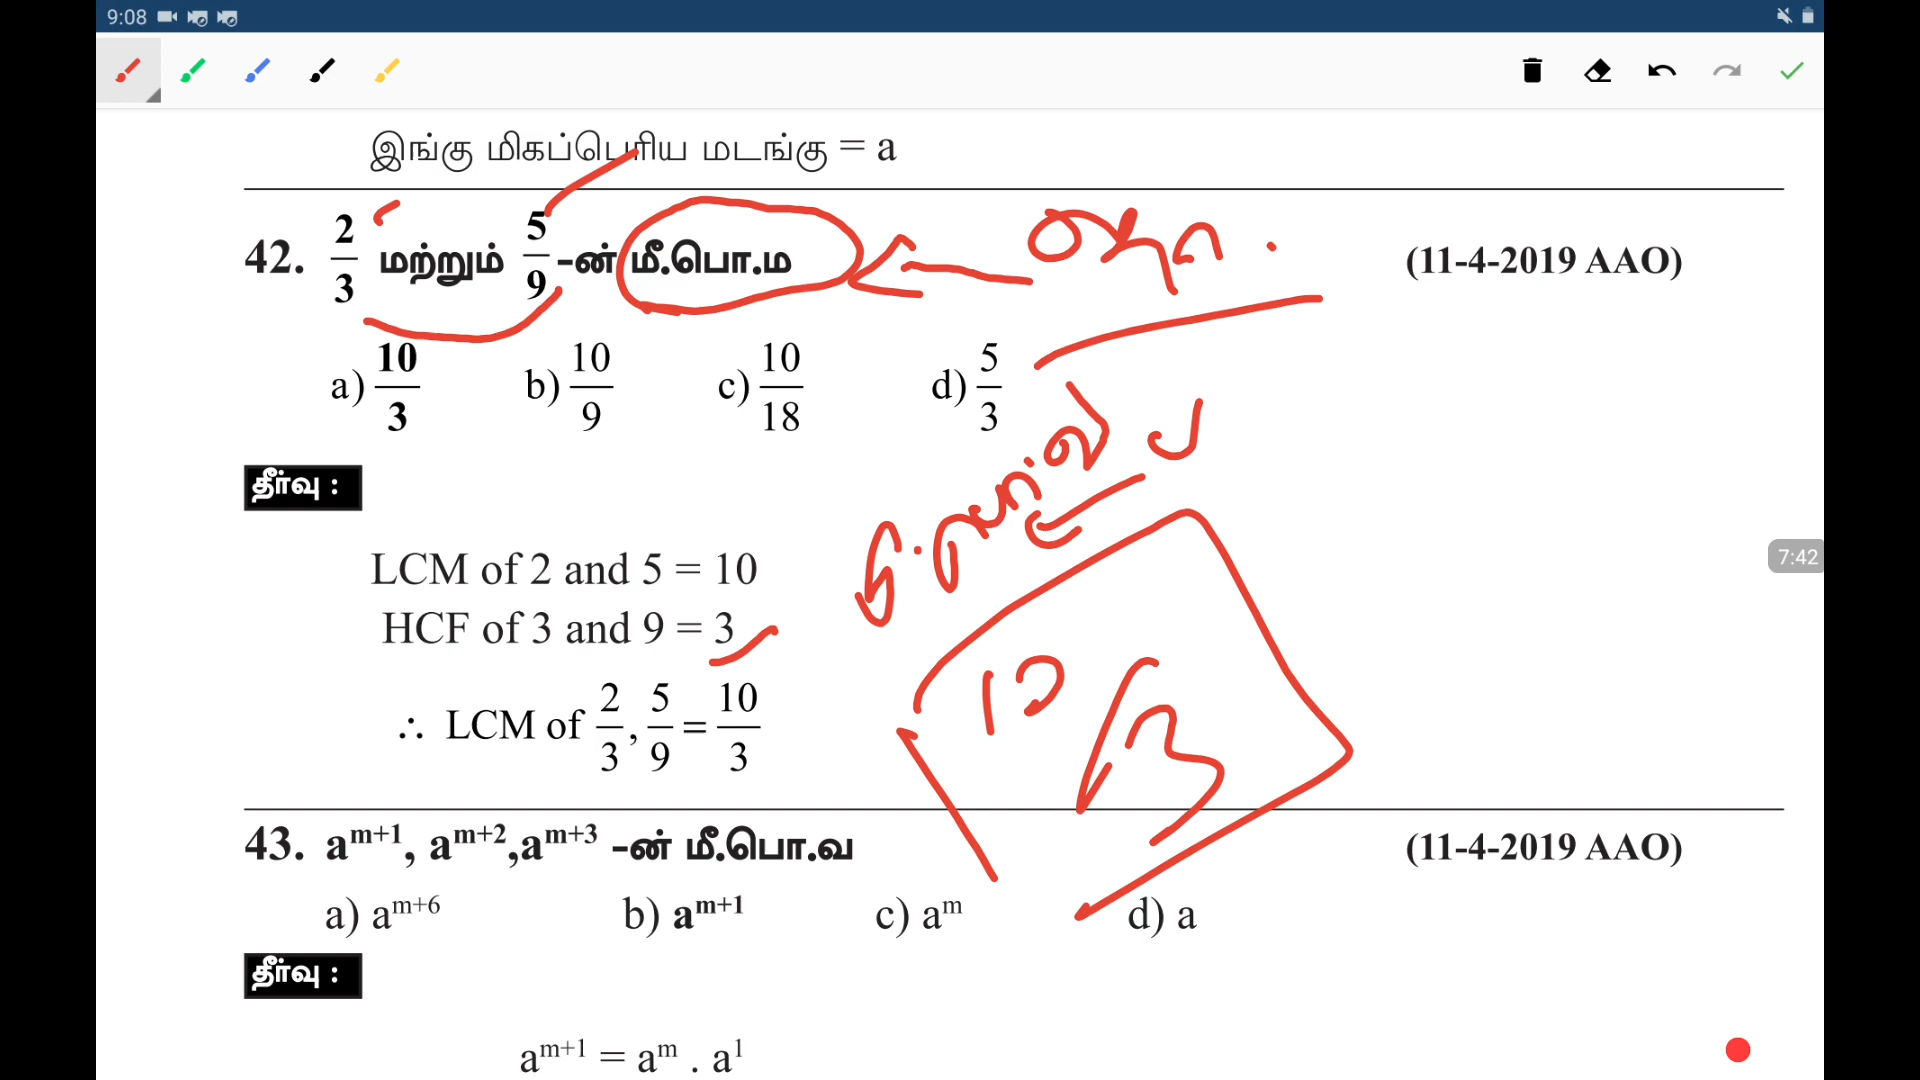 9:08
இங்கு மிகப்பெரிய மடங்கு = a
42. 2/3 மற்றும் 5/9 -ன் மீ.பொ.ம (11-4-2019 AAO)
a) 10/3 b) 10/9 c) 10/18 d) 5/3
தீர்வு :
LCM of 2 and 5 = 10
HCF of 3 and 9 = 3
7:42
∴ LCM of 2/3, 5/9 = 10/3
10/3
43. a^{m+1}, a^{m+2},a^{m+3} -ன் மீ.பொ.வ (11-4-2019 AAO)
a) a^{m+6} b) a^{m+1} c) a^{m} d) a
தீர்வு :
a^{m+1} = a^{m} . a^{1}